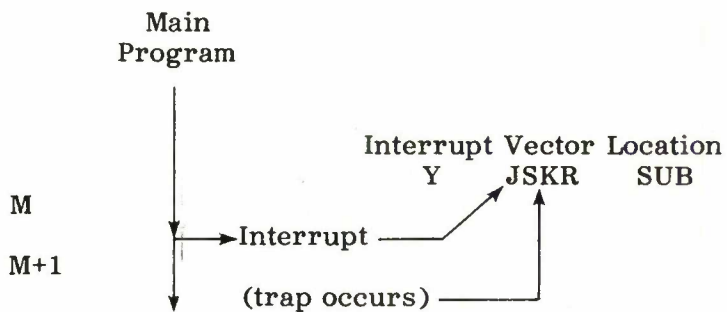 Main
Program
Interrupt Vector Location
Y JSKR SUB
M
Interrupt
M+1
(trap occurs)